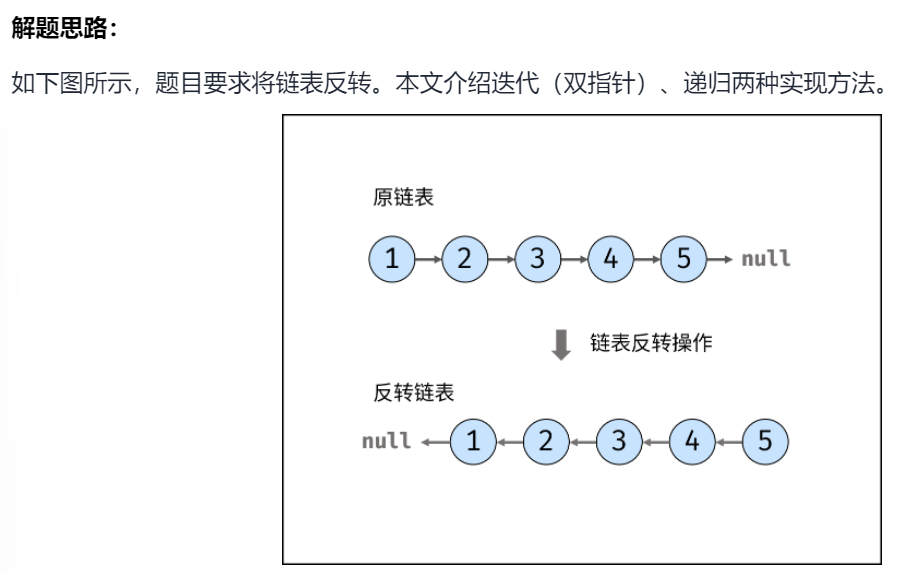 解题思路：
如下图所示，题目要求将链表反转。本文介绍迭代（双指针）、递归两种实现方法。
原链表
1 2 3 4 5 null
链表反转操作
反转链表
null 1 2 3 4 5